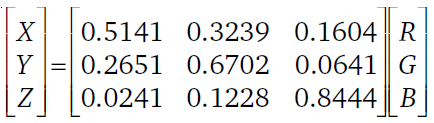 [X] [0.5141 0.3239 0.1604] [R]
[Y] = [0.2651 0.6702 0.0641] [G]
[Z] [0.0241 0.1228 0.8444] [B]